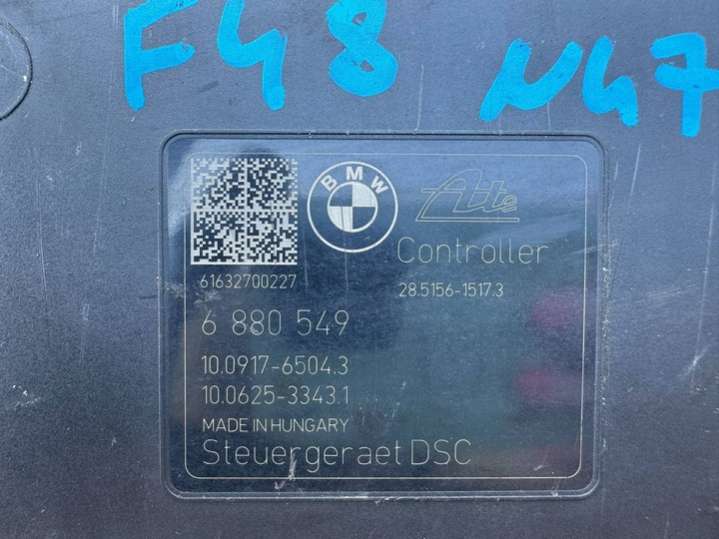 F48 N47
BMW
Ate
Controller
61632700227
28.5156-1517.3
6 880 549
10.0917-6504.3
10.0625-3343.1
MADE IN HUNGARY
Steuergeraet DSC